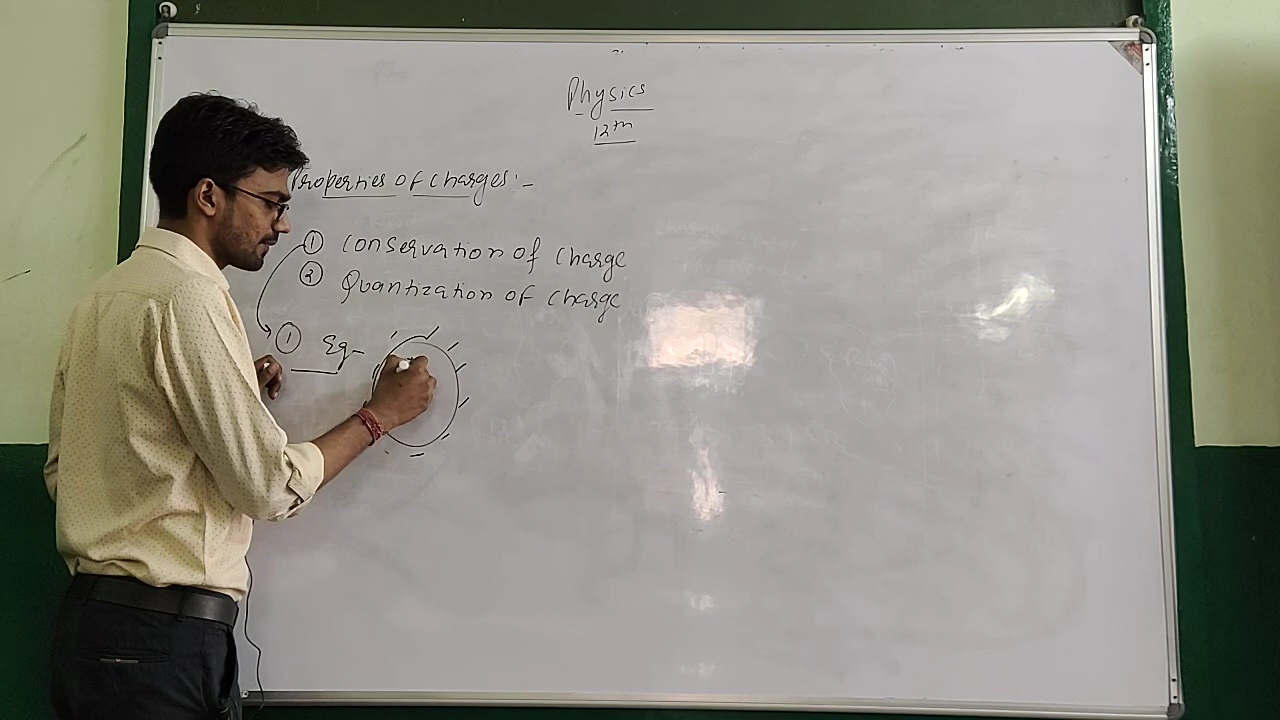 Physics
12th
Properties of charges:-
① Conservation of charge
② Quantization of charge
① Eg-